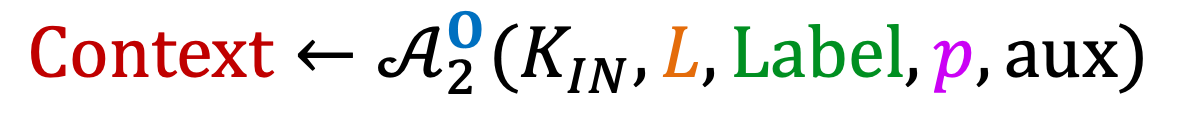 Context ← 𝒜₂^𝐎(K_IN, L, Label, p, aux)